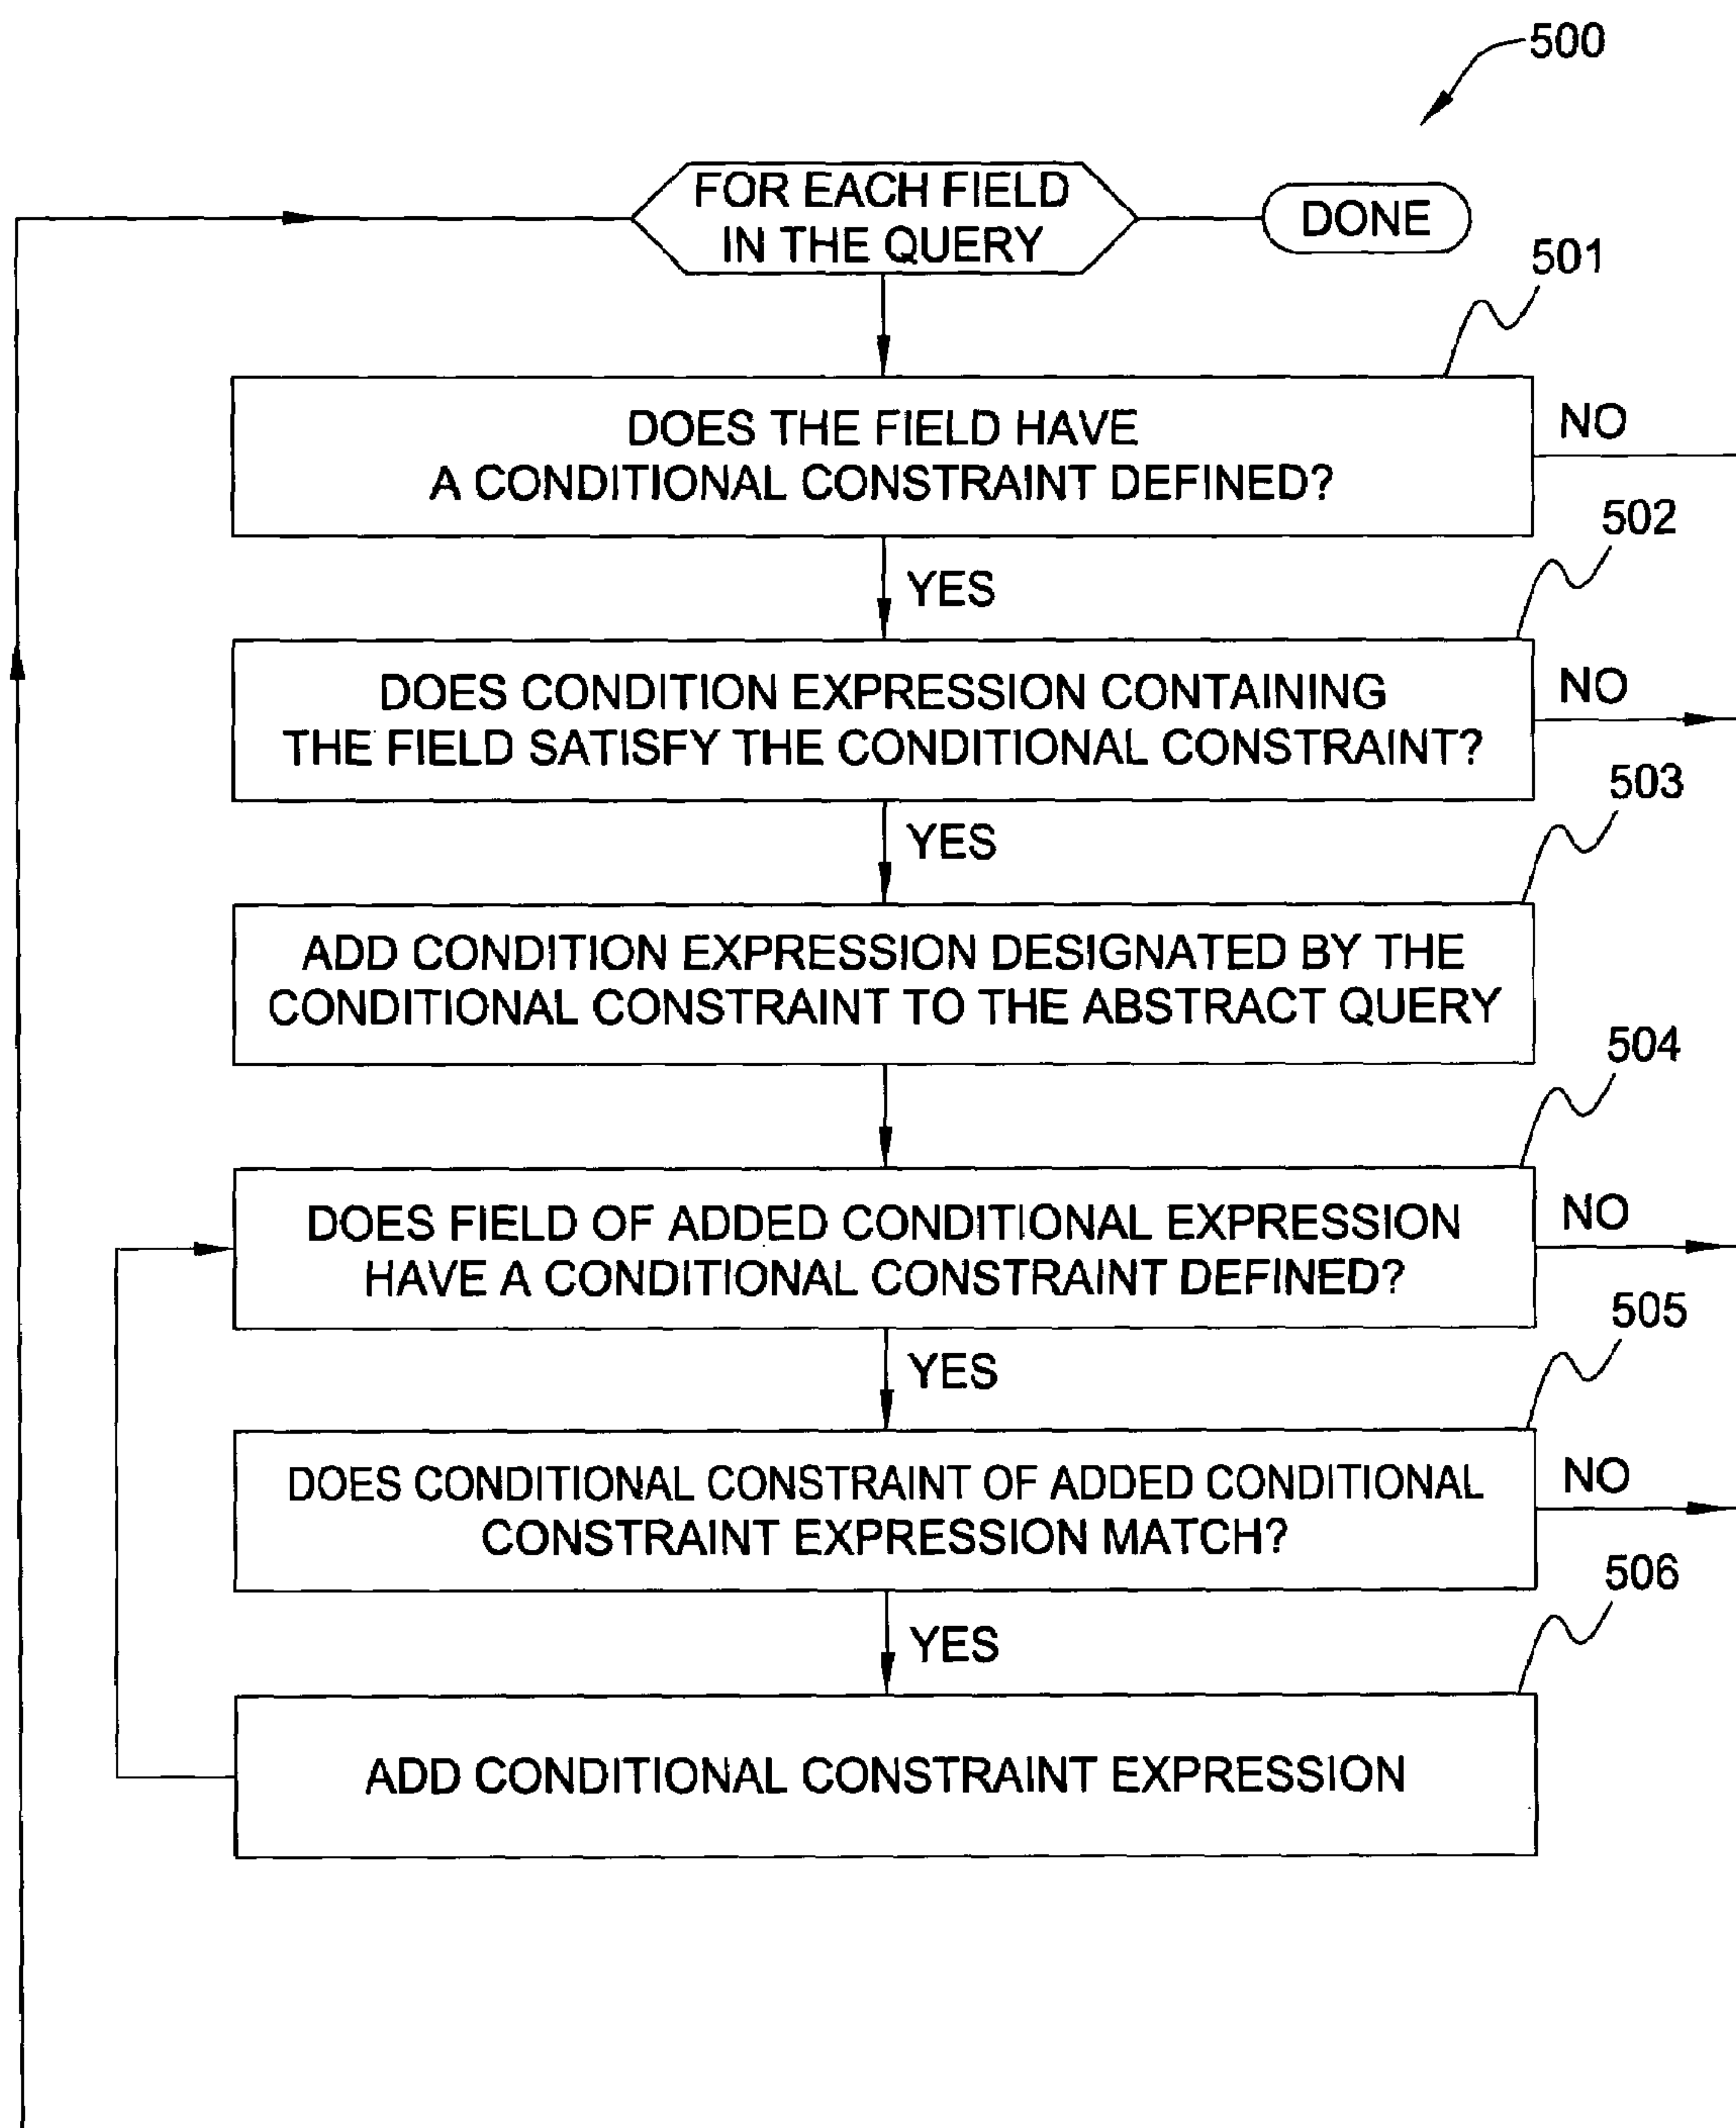 500
FOR EACH FIELD
IN THE QUERY
DONE
501
DOES THE FIELD HAVE
A CONDITIONAL CONSTRAINT DEFINED?
NO
502
YES
DOES CONDITION EXPRESSION CONTAINING
THE FIELD SATISFY THE CONDITIONAL CONSTRAINT?
NO
503
YES
ADD CONDITION EXPRESSION DESIGNATED BY THE
CONDITIONAL CONSTRAINT TO THE ABSTRACT QUERY
504
DOES FIELD OF ADDED CONDITIONAL EXPRESSION
HAVE A CONDITIONAL CONSTRAINT DEFINED?
NO
505
YES
DOES CONDITIONAL CONSTRAINT OF ADDED CONDITIONAL
CONSTRAINT EXPRESSION MATCH?
NO
506
YES
ADD CONDITIONAL CONSTRAINT EXPRESSION